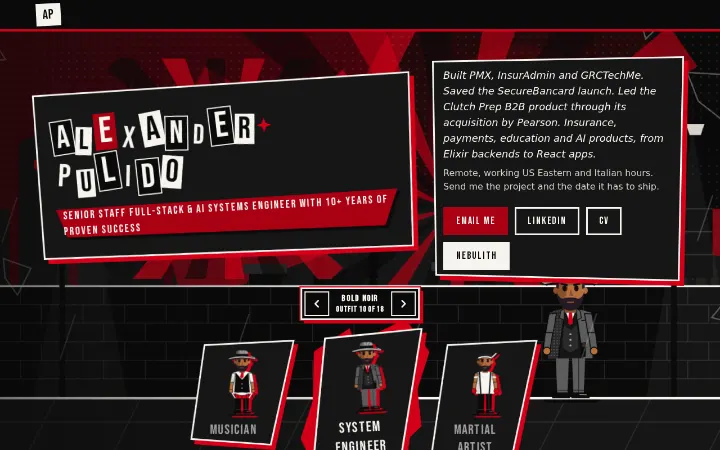 AP
ALEXANDER
PULIDO
SENIOR STAFF FULL-STACK & AI SYSTEMS ENGINEER WITH 10+ YEARS OF
PROVEN SUCCESS
Built PMX, InsurAdmin and GRCTechMe.
Saved the SecureBancard launch. Led the
Clutch Prep B2B product through its
acquisition by Pearson. Insurance,
payments, education and AI products, from
Elixir backends to React apps.
Remote, working US Eastern and Italian hours.
Send me the project and the date it has to ship.
EMAIL ME
LINKEDIN
CV
NEBULITH
BOLD NOIR
OUTFIT 10 OF 18
MUSICIAN
SYSTEM
ENGINEER
MARTIAL
ARTIST